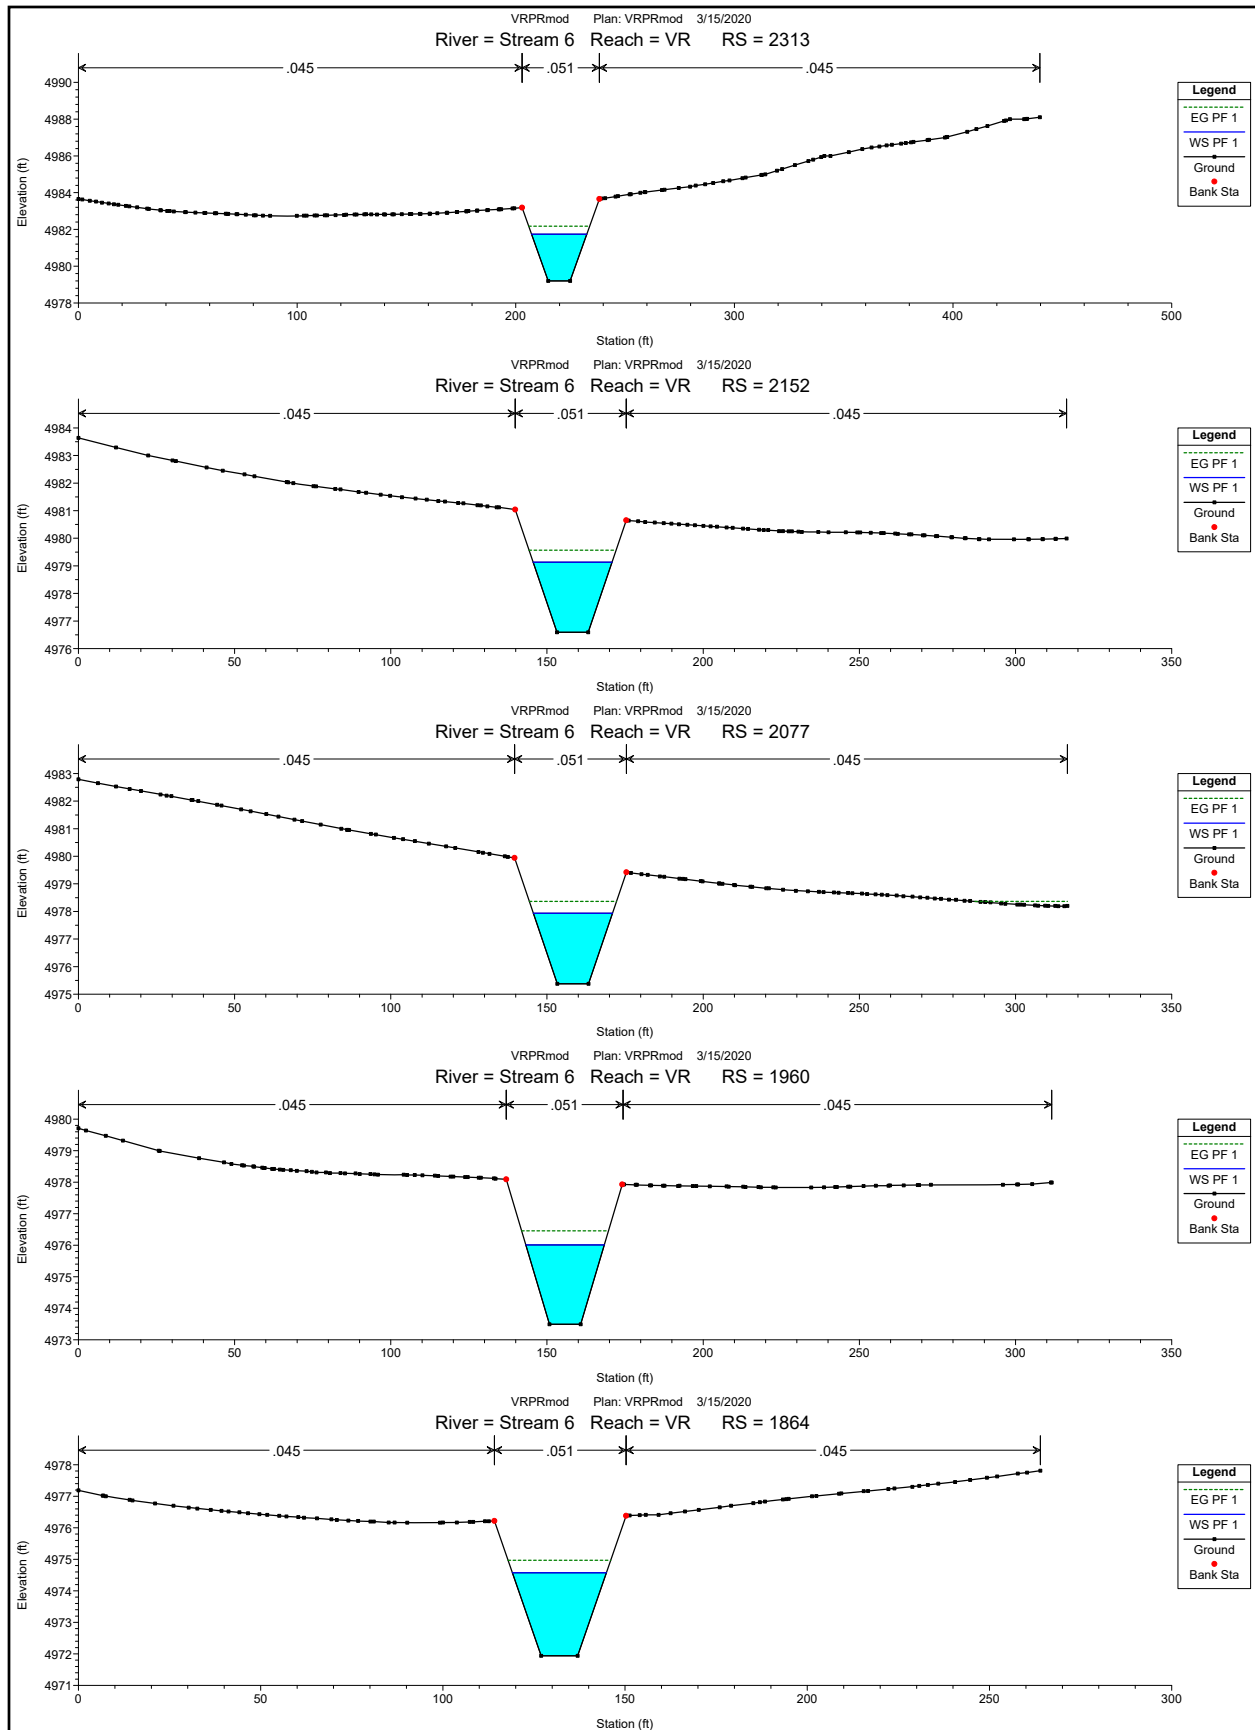 VRPRmod Plan: VRPRmod 3/15/2020
River = Stream 6 Reach = VR RS = 2313
.045 .051 .045
4990
4988
4986
4984
4982
4980
4978
Elevation (ft)
0 100 200 300 400 500
Station (ft)
Legend
EG PF 1
WS PF 1
Ground
Bank Sta
VRPRmod Plan: VRPRmod 3/15/2020
River = Stream 6 Reach = VR RS = 2152
.045 .051 .045
4984
4983
4982
4981
4980
4979
4978
4977
4976
Elevation (ft)
0 50 100 150 200 250 300 350
Station (ft)
Legend
EG PF 1
WS PF 1
Ground
Bank Sta
VRPRmod Plan: VRPRmod 3/15/2020
River = Stream 6 Reach = VR RS = 2077
.045 .051 .045
4983
4982
4981
4980
4979
4978
4977
4976
4975
Elevation (ft)
0 50 100 150 200 250 300 350
Station (ft)
Legend
EG PF 1
WS PF 1
Ground
Bank Sta
VRPRmod Plan: VRPRmod 3/15/2020
River = Stream 6 Reach = VR RS = 1960
.045 .051 .045
4980
4979
4978
4977
4976
4975
4974
4973
Elevation (ft)
0 50 100 150 200 250 300 350
Station (ft)
Legend
EG PF 1
WS PF 1
Ground
Bank Sta
VRPRmod Plan: VRPRmod 3/15/2020
River = Stream 6 Reach = VR RS = 1864
.045 .051 .045
4978
4977
4976
4975
4974
4973
4972
4971
Elevation (ft)
0 50 100 150 200 250 300
Station (ft)
Legend
EG PF 1
WS PF 1
Ground
Bank Sta